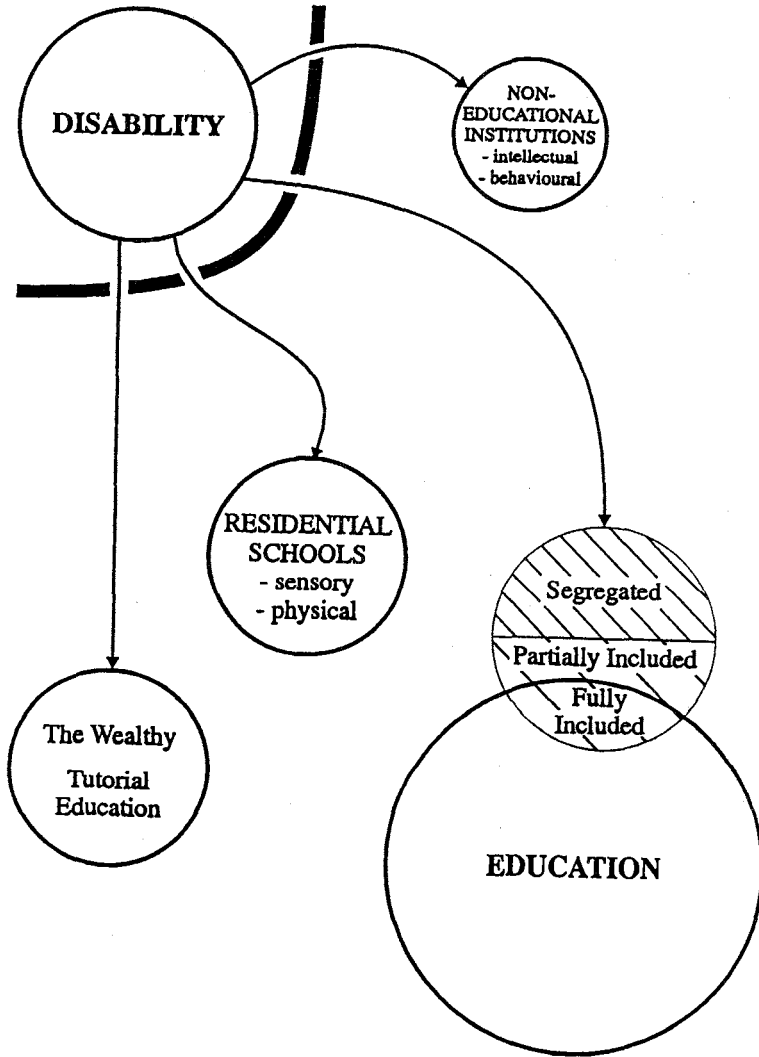 DISABILITY
NON-
EDUCATIONAL
INSTITUTIONS
- intellectual
- behavioural
RESIDENTIAL
SCHOOLS
- sensory
- physical
Segregated
Partially Included
Fully
Included
The Wealthy
Tutorial
Education
EDUCATION